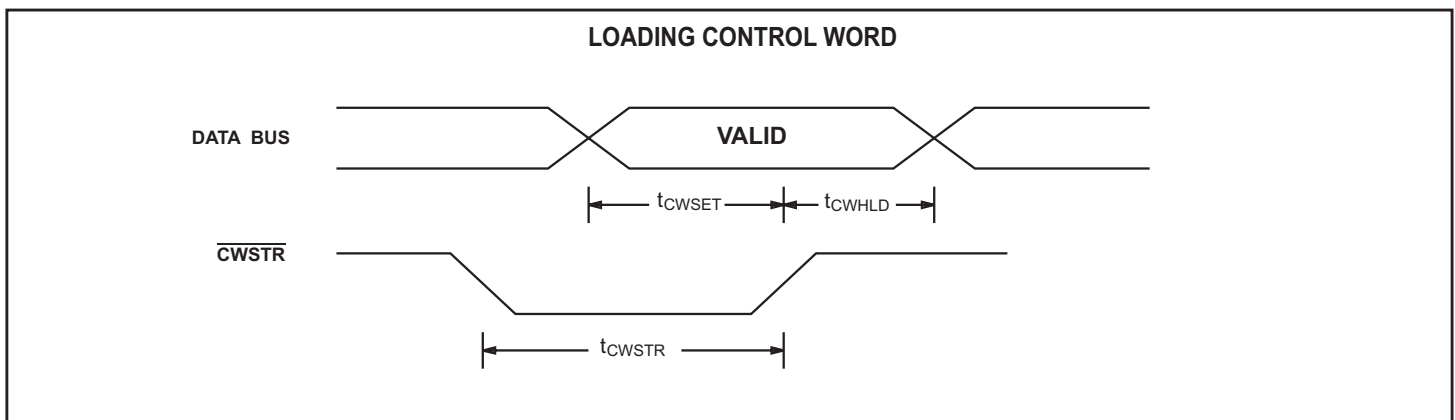 LOADING CONTROL WORD
DATA BUS
VALID
tCWSET
tCWHLD
CWSTR
tCWSTR